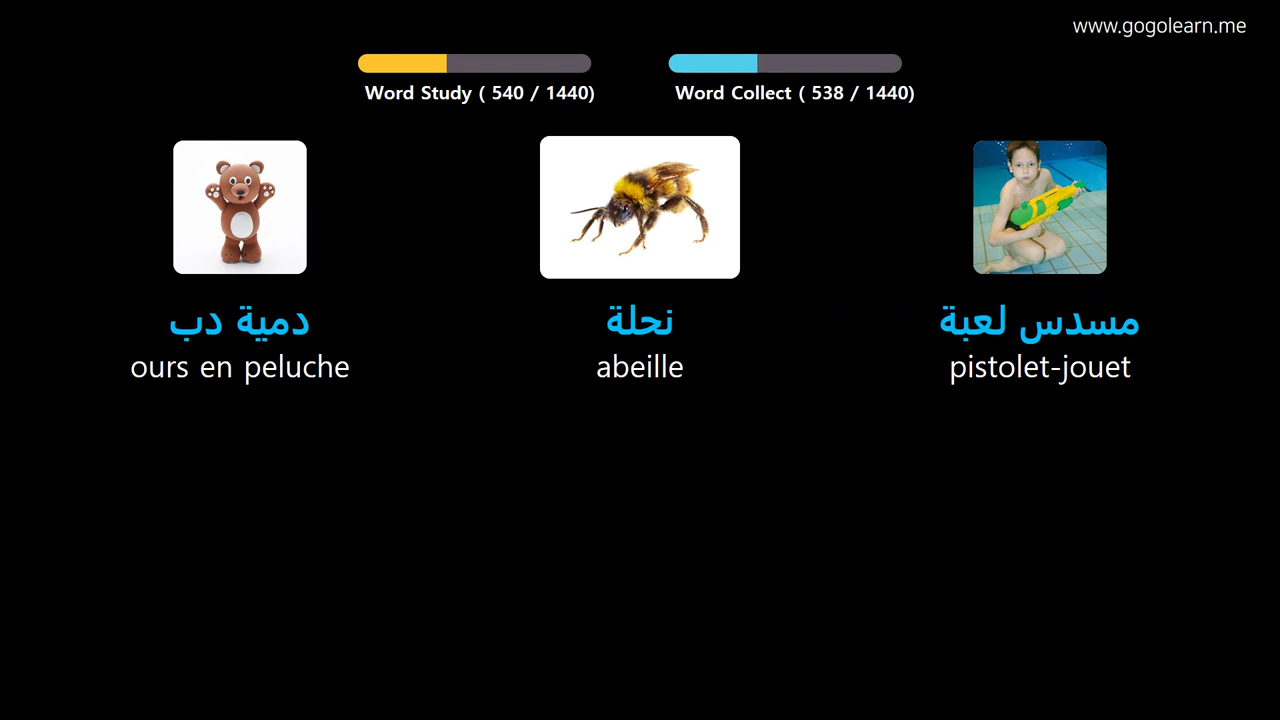 www.gogolearn.me
Word Study ( 540 / 1440)
Word Collect ( 538 / 1440)
دمية دب
ours en peluche
نحلة
abeille
مسدس لعبة
pistolet-jouet